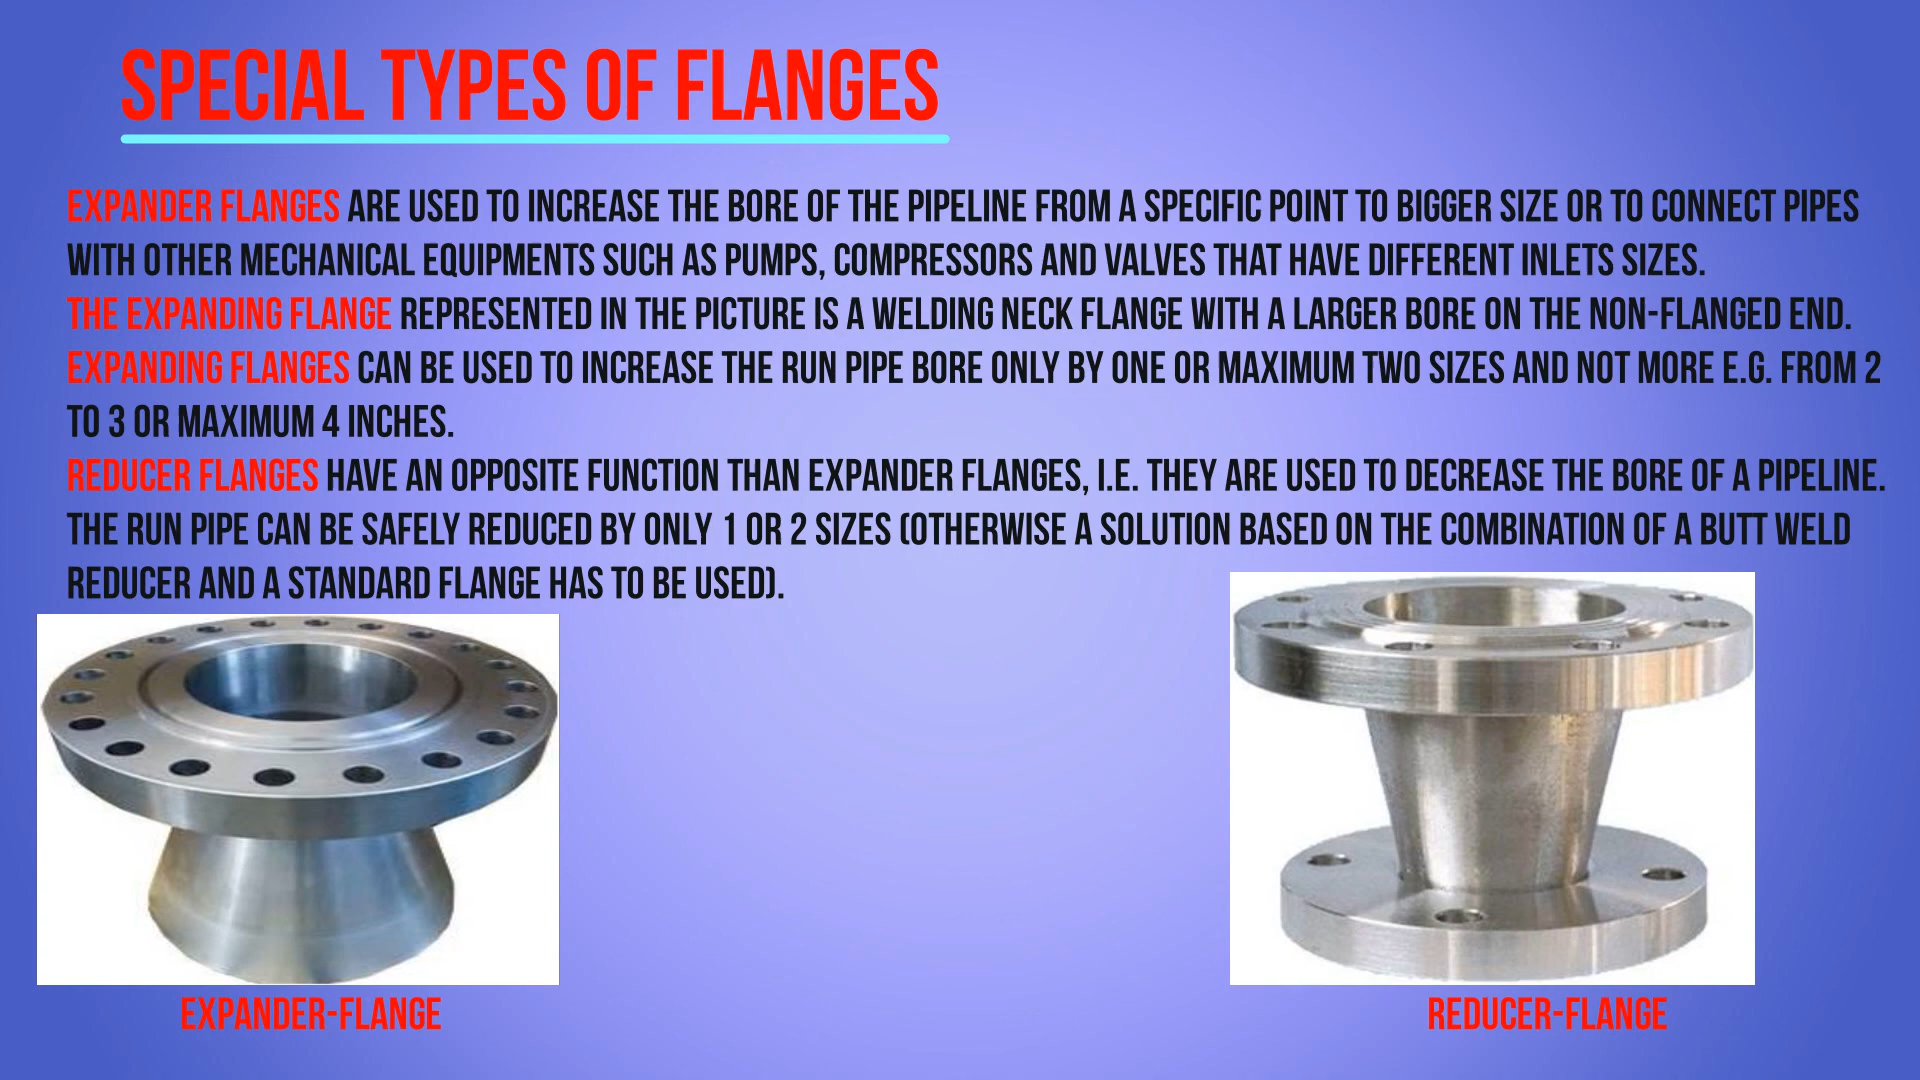 SPECIAL TYPES OF FLANGES
EXPANDER FLANGES ARE USED TO INCREASE THE BORE OF THE PIPELINE FROM A SPECIFIC POINT TO BIGGER SIZE OR TO CONNECT PIPES
WITH OTHER MECHANICAL EQUIPMENTS SUCH AS PUMPS, COMPRESSORS AND VALVES THAT HAVE DIFFERENT INLETS SIZES.
THE EXPANDING FLANGE REPRESENTED IN THE PICTURE IS A WELDING NECK FLANGE WITH A LARGER BORE ON THE NON-FLANGED END.
EXPANDING FLANGES CAN BE USED TO INCREASE THE RUN PIPE BORE ONLY BY ONE OR MAXIMUM TWO SIZES AND NOT MORE E.G. FROM 2
TO 3 OR MAXIMUM 4 INCHES.
REDUCER FLANGES HAVE AN OPPOSITE FUNCTION THAN EXPANDER FLANGES, I.E. THEY ARE USED TO DECREASE THE BORE OF A PIPELINE.
THE RUN PIPE CAN BE SAFELY REDUCED BY ONLY 1 OR 2 SIZES (OTHERWISE A SOLUTION BASED ON THE COMBINATION OF A BUTT WELD
REDUCER AND A STANDARD FLANGE HAS TO BE USED).
EXPANDER-FLANGE
REDUCER-FLANGE